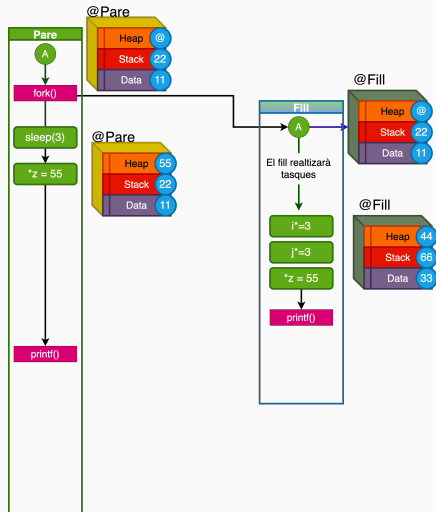 @Pare
Pare
Heap @
Stack 22
Data 11
A
fork()
sleep(3)
*z = 55
@Pare
Heap 55
Stack 22
Data 11
printf()
Fill
A
El fill realtizarà
tasques
i*=3
j*=3
*z = 55
printf()
@Fill
Heap @
Stack 22
Data 11
@Fill
Heap 44
Stack 66
Data 33